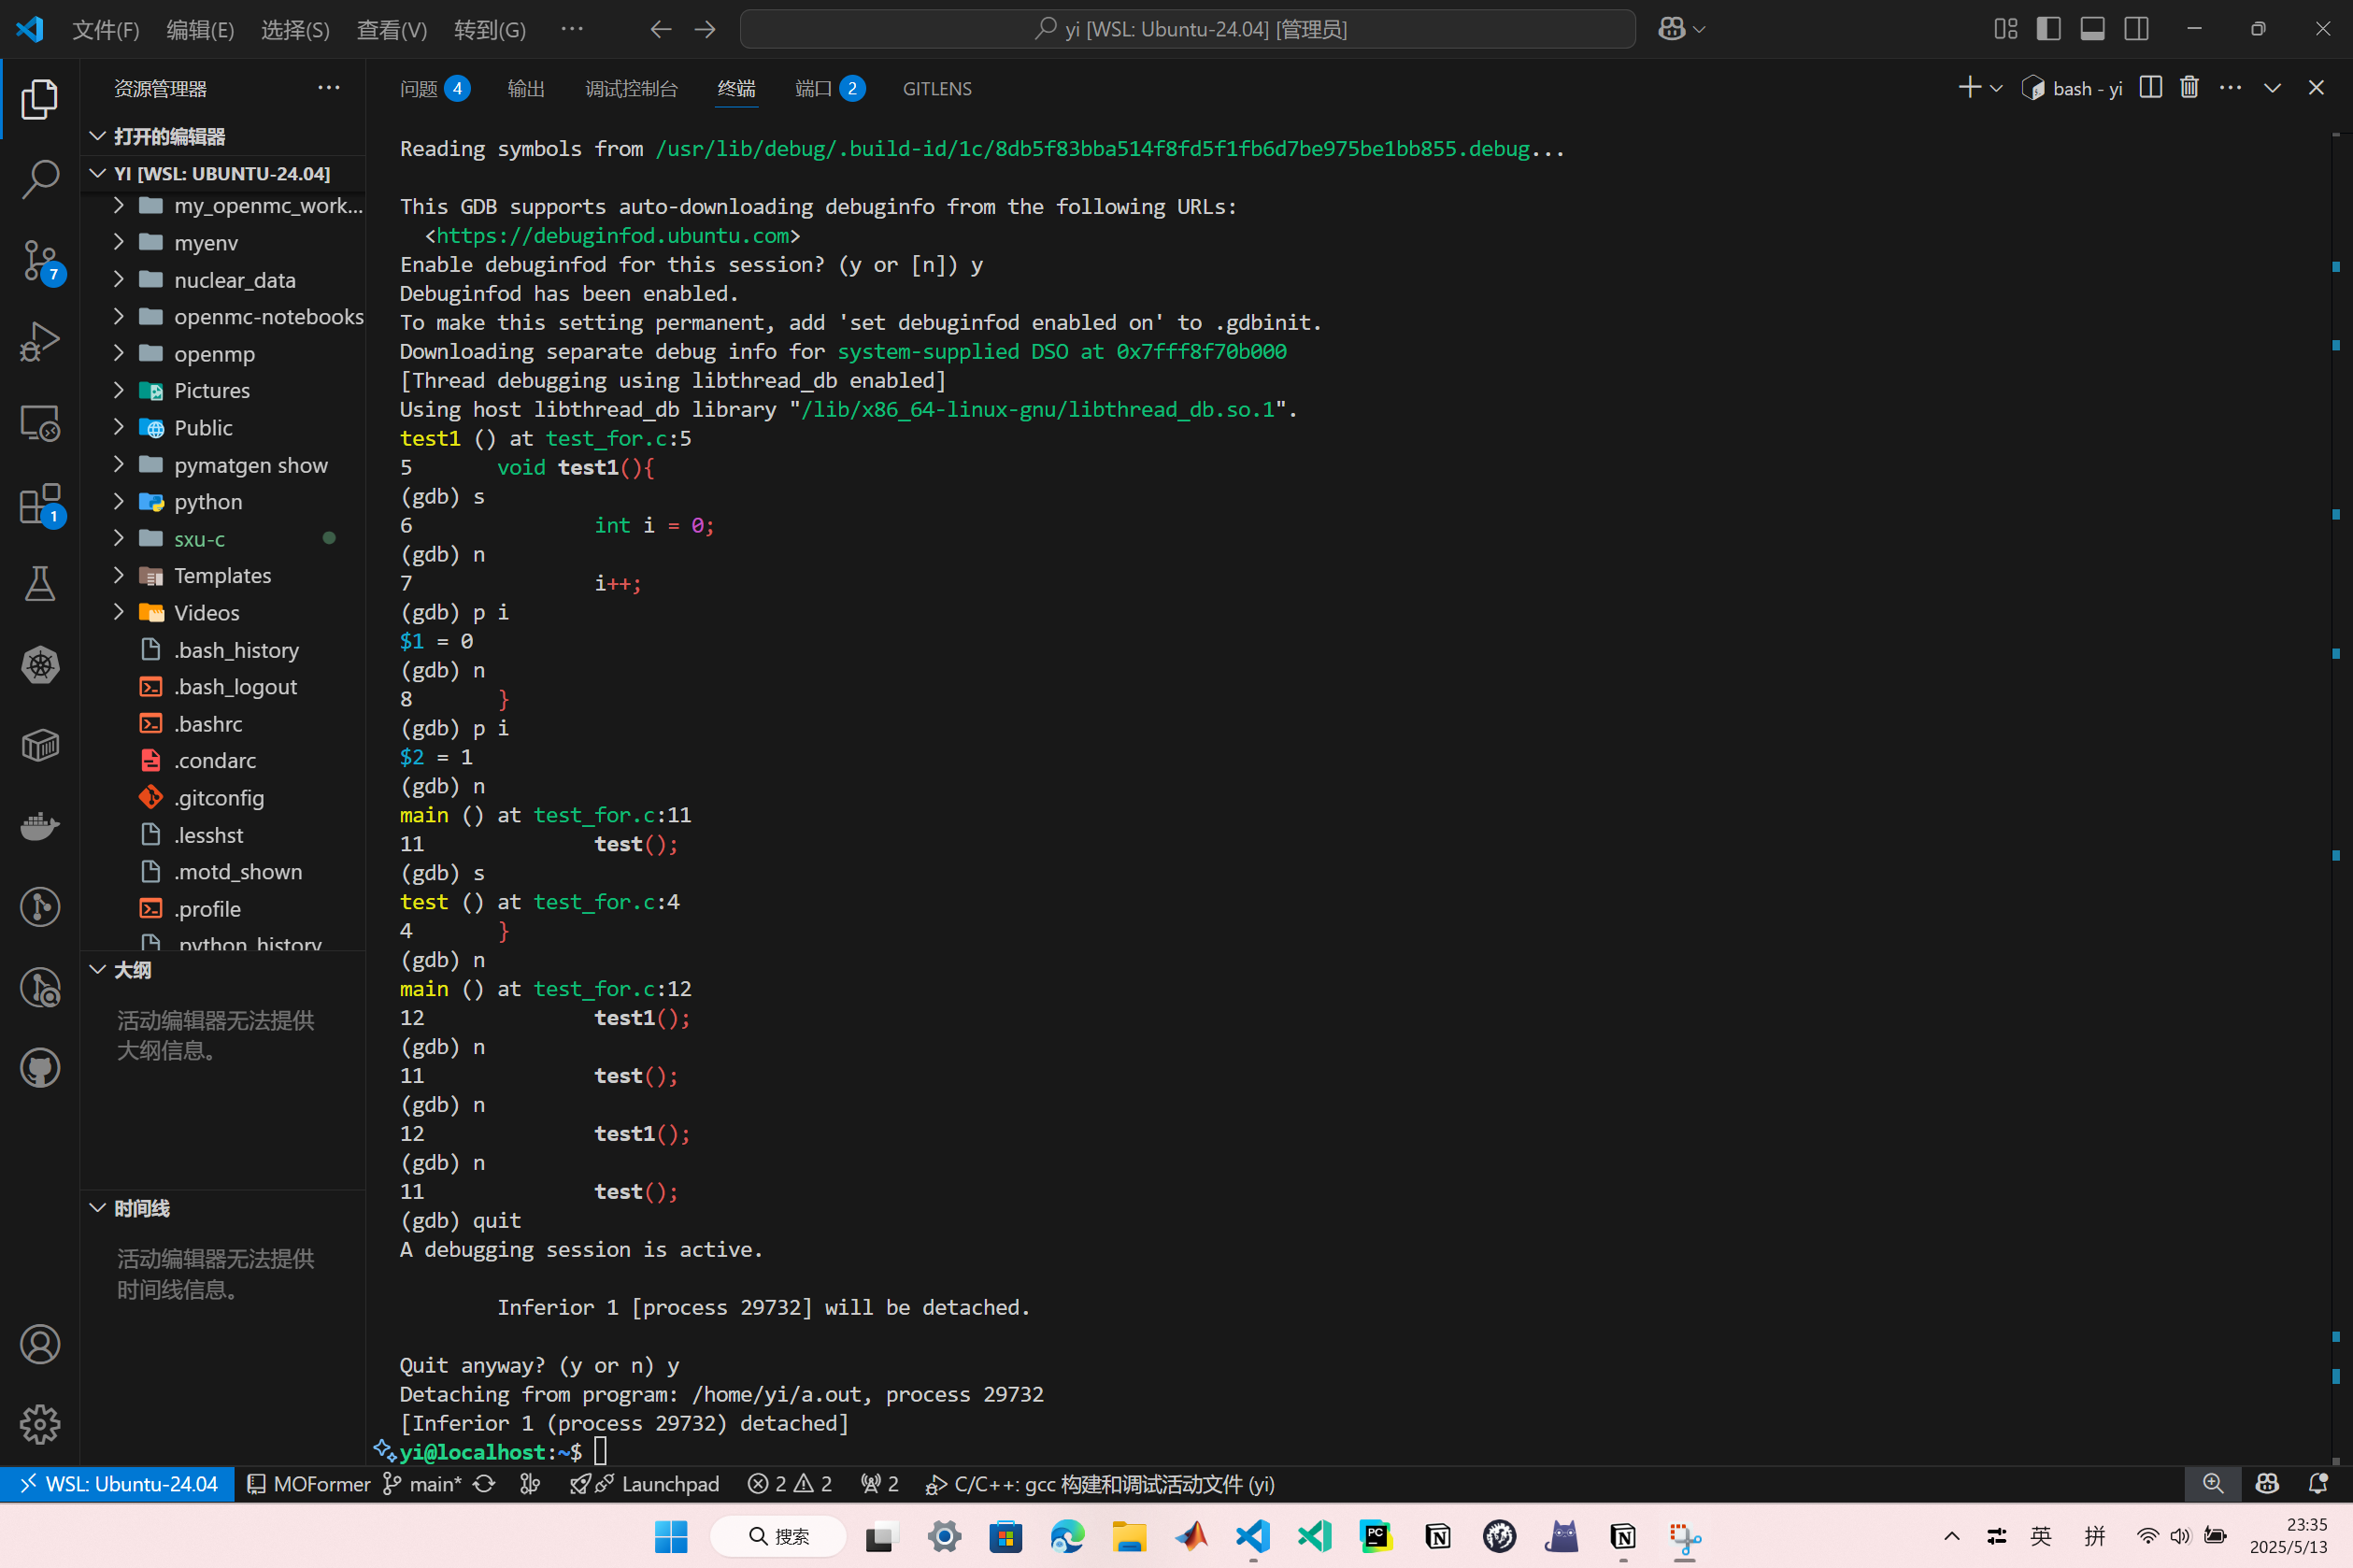 文件(F) 编辑(E) 选择(S) 查看(V) 转到(G) ···
yi [WSL: Ubuntu-24.04] [管理员]
资源管理器 ···
打开的编辑器
YI [WSL: UBUNTU-24.04]
my_openmc_work...
myenv
nuclear_data
openmc-notebooks
openmp
Pictures
Public
pymatgen show
python
sxu-c
Templates
Videos
.bash_history
.bash_logout
.bashrc
.condarc
.gitconfig
.lesshst
.motd_shown
.profile
.python_history
大纲
活动编辑器无法提供
大纲信息。
时间线
活动编辑器无法提供
时间线信息。
7
1
问题 4 输出 调试控制台 终端 端口 2 GITLENS
bash - yi
Reading symbols from /usr/lib/debug/.build-id/1c/8db5f83bba514f8fd5f1fb6d7be975be1bb855.debug...
This GDB supports auto-downloading debuginfo from the following URLs:
<https://debuginfod.ubuntu.com>
Enable debuginfod for this session? (y or [n]) y
Debuginfod has been enabled.
To make this setting permanent, add 'set debuginfod enabled on' to .gdbinit.
Downloading separate debug info for system-supplied DSO at 0x7fff8f70b000
[Thread debugging using libthread_db enabled]
Using host libthread_db library "/lib/x86_64-linux-gnu/libthread_db.so.1".
test1 () at test_for.c:5
5 void test1(){
(gdb) s
6 int i = 0;
(gdb) n
7 i++;
(gdb) p i
$1 = 0
(gdb) n
8 }
(gdb) p i
$2 = 1
(gdb) n
main () at test_for.c:11
11 test();
(gdb) s
test () at test_for.c:4
4 }
(gdb) n
main () at test_for.c:12
12 test1();
(gdb) n
11 test();
(gdb) n
12 test1();
(gdb) n
11 test();
(gdb) quit
A debugging session is active.
Inferior 1 [process 29732] will be detached.
Quit anyway? (y or n) y
Detaching from program: /home/yi/a.out, process 29732
[Inferior 1 (process 29732) detached]
yi@localhost:~$
WSL: Ubuntu-24.04 MOFormer main* Launchpad 2 2 2 C/C++: gcc 构建和调试活动文件 (yi)
搜索
PC
英 拼
23:35
2025/5/13